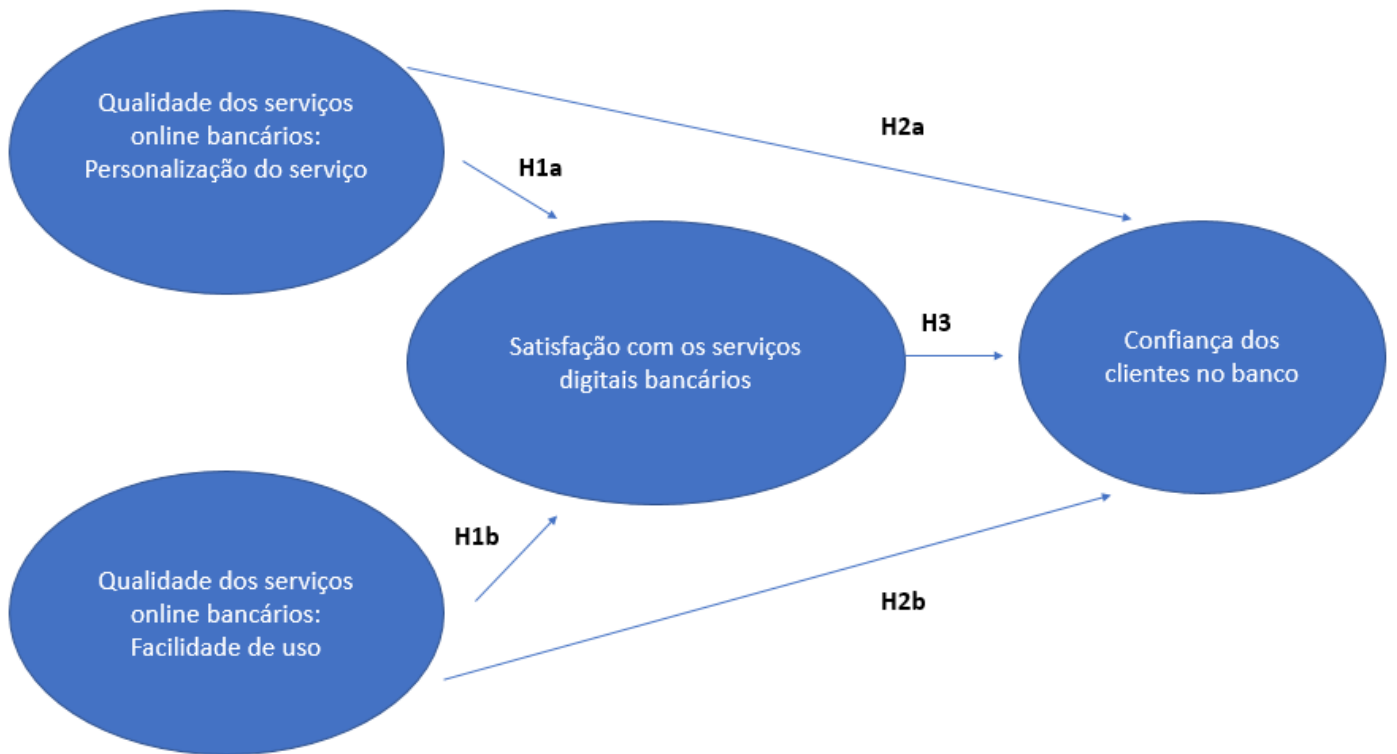 Qualidade dos serviços
online bancários:
Personalização do serviço
H2a
H1a
Satisfação com os serviços
digitais bancários
H3
Confiança dos
clientes no banco
H1b
Qualidade dos serviços
online bancários:
Facilidade de uso
H2b